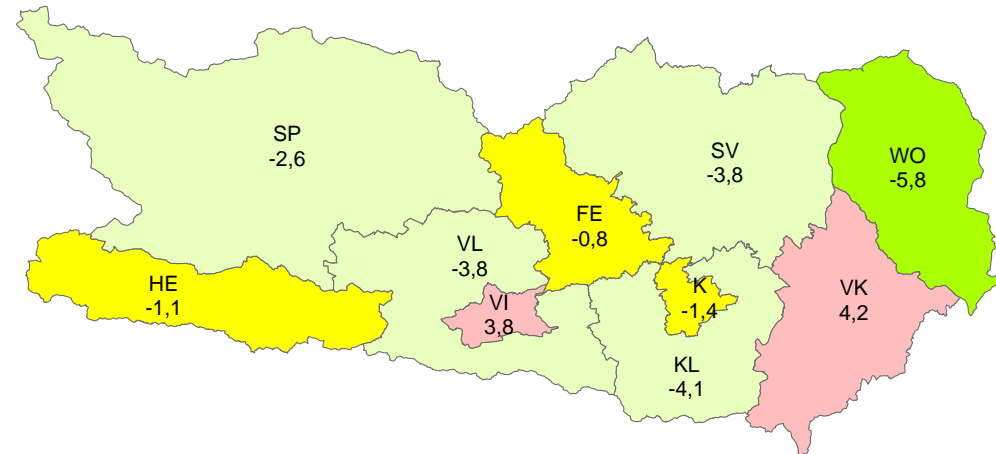 SP
-2,6
SV
-3,8
WO
-5,8
FE
-0,8
VL
-3,8
HE
-1,1
VI
3,8
K
-1,4
VK
4,2
KL
-4,1